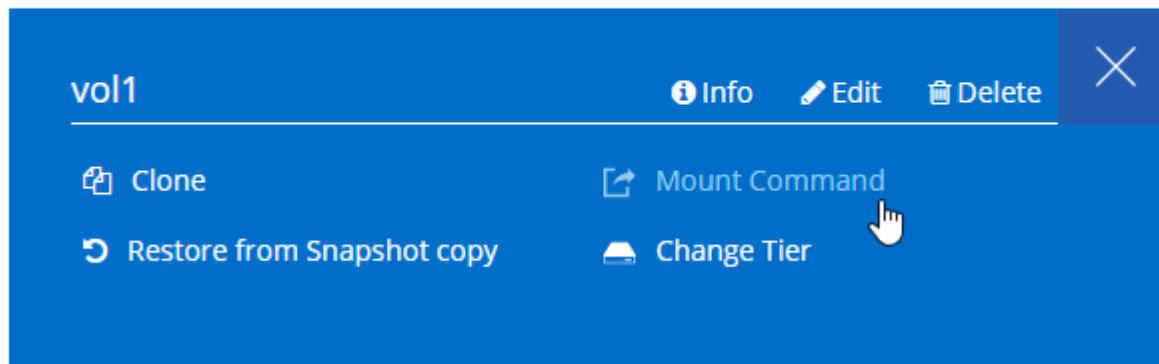 vol1 Info Edit Delete
Clone Mount Command
Restore from Snapshot copy Change Tier